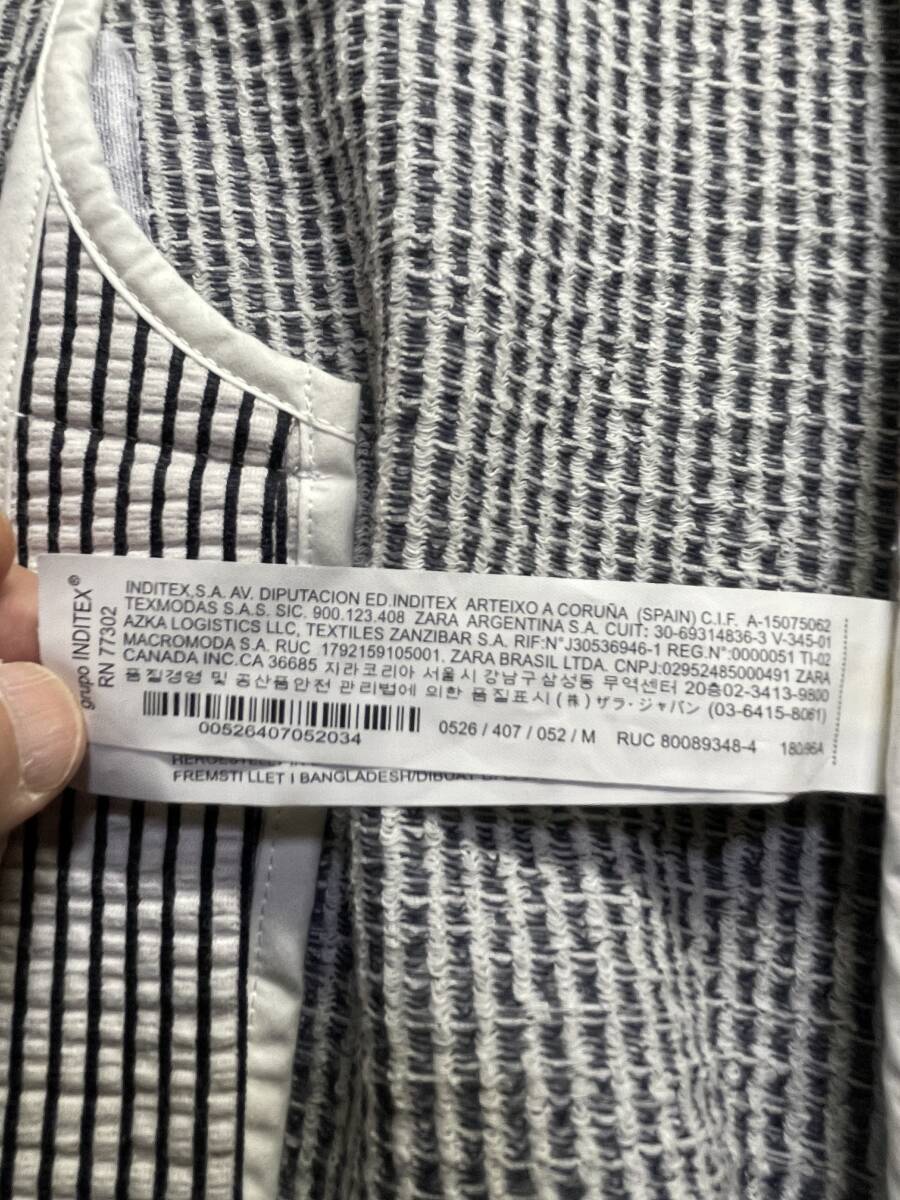 grupo INDITEX®
RN 77302
INDITEX,S.A. AV. DIPUTACION ED.INDITEX ARTEIXO A CORUÑA (SPAIN) C.I.F. A-15075062
TEXMODAS S.A.S. SIC. 900.123.408 ZARA ARGENTINA S.A. CUIT: 30-69314836-3 V-345-01
AZKA LOGISTICS LLC, TEXTILES ZANZIBAR S.A. RIF:N°J30536946-1 REG.N°:0000051 TI-02
MACROMODA S.A. RUC 1792159105001. ZARA BRASIL LTDA. CNPJ:02952485000491 ZARA
CANADA INC.CA 36685 지라코리아 서울시 강남구삼성동 무역센터 20층02-3413-9800
품질경영 및 공산품안전 관리법에 의한 품질표시(株)ザラ・ジャパン (03-6415-8061)
00526407052034
0526 / 407 / 052 / M RUC 80089348-4
FREMSTI LLET I BANGLADESH/DIBUAT